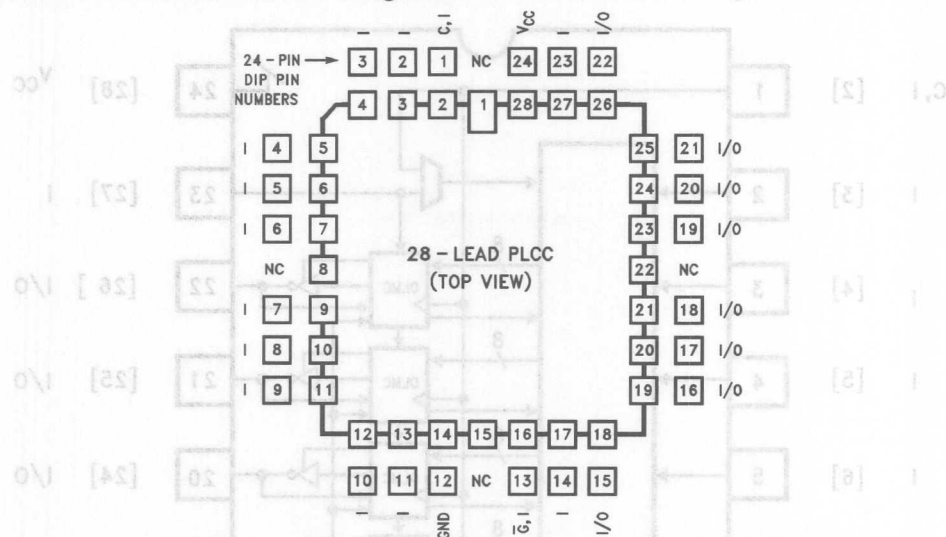 I I C,I VCC I I/O
24-PIN DIP PIN NUMBERS → 3 2 1 NC 24 23 22
4 3 2 1 28 27 26
I 4 5 25 21 I/O
I 5 6 24 20 I/O
I 6 7 23 19 I/O
28-LEAD PLCC
NC 8 22 NC
(TOP VIEW)
I 7 9 21 18 I/O
I 8 10 20 17 I/O
I 9 11 19 16 I/O
12 13 14 15 16 17 18
10 11 12 NC 13 14 15
I I GND G̅,I I I/O